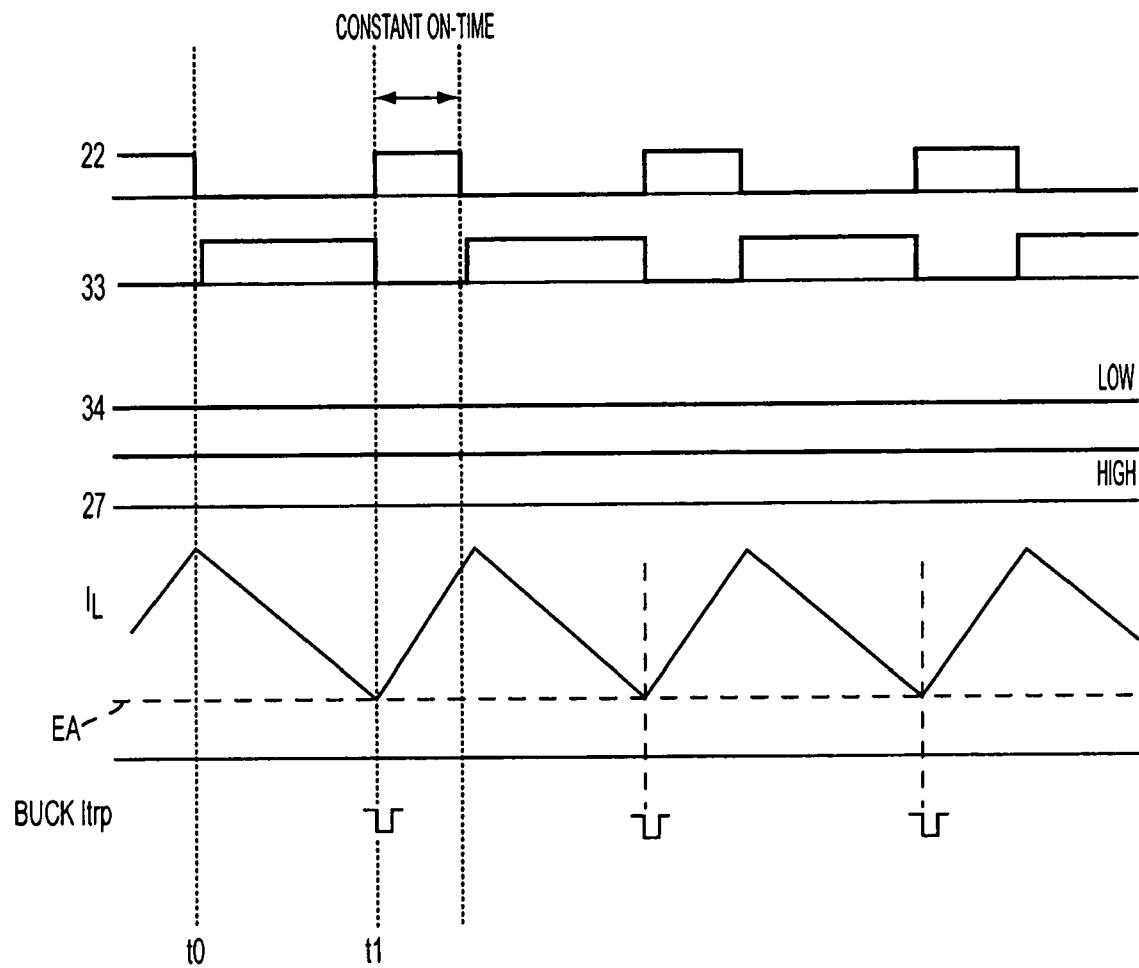 CONSTANT ON-TIME
22
33
LOW
34
HIGH
27
IL
EA
BUCK Itrp
t0
t1